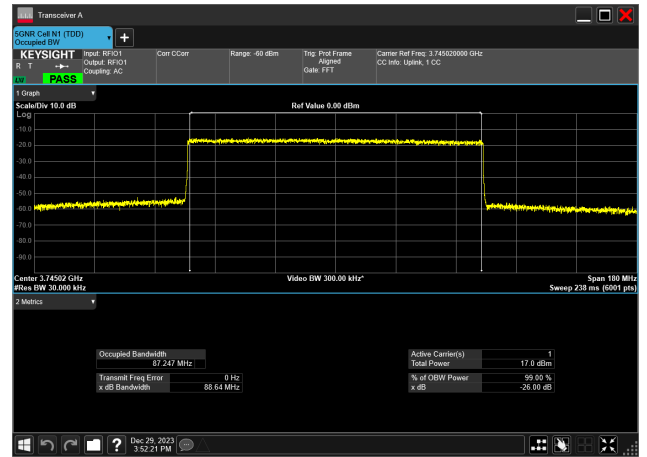 Transceiver A
5GNR Cell N1 (TDD)
Occupied BW
+
KEYSIGHT
R T
LXI
PASS
Input: RFIO1
Output: RFIO1
Coupling: AC
Corr CCorr
Range: -60 dBm
Trig: Prot Frame
Aligned
Gate: FFT
Carrier Ref Freq: 3.745020000 GHz
CC Info: Uplink, 1 CC
1 Graph
Scale/Div 10.0 dB
Ref Value 0.00 dBm
Log
-10.0
-20.0
-30.0
-40.0
-50.0
-60.0
-70.0
-80.0
-90.0
Center 3.74502 GHz
Video BW 300.00 kHz*
Span 180 MHz
#Res BW 30.000 kHz
Sweep 238 ms (6001 pts)
2 Metrics
Occupied Bandwidth
87.247 MHz
Transmit Freq Error 0 Hz
x dB Bandwidth 88.64 MHz
Active Carrier(s) 1
Total Power 17.0 dBm
% of OBW Power 99.00 %
x dB -26.00 dB
?
Dec 29, 2023
3:52:21 PM